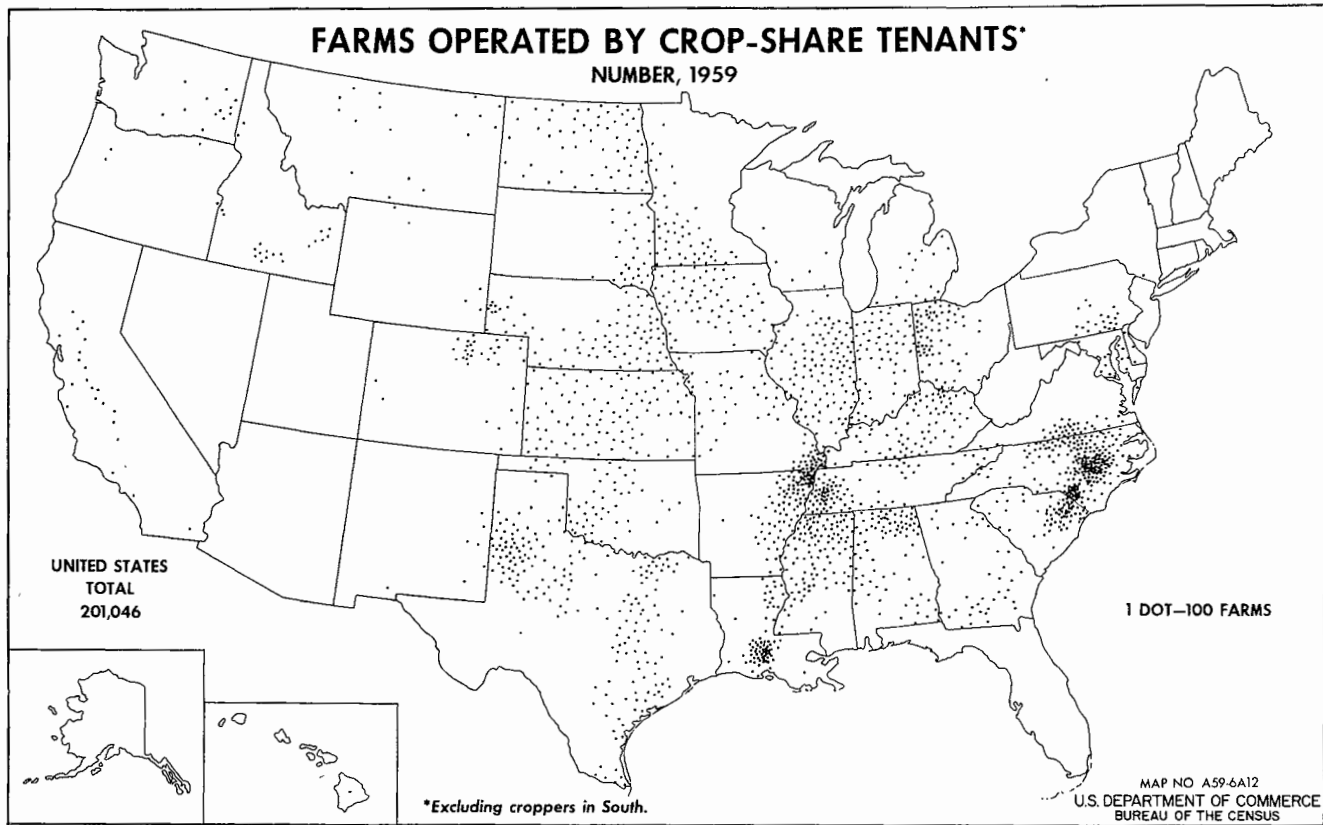 FARMS OPERATED BY CROP-SHARE TENANTS*
NUMBER, 1959
UNITED STATES
TOTAL
201,046
1 DOT—100 FARMS
*Excluding croppers in South.
MAP NO A59-6A12
U.S. DEPARTMENT OF COMMERCE
BUREAU OF THE CENSUS